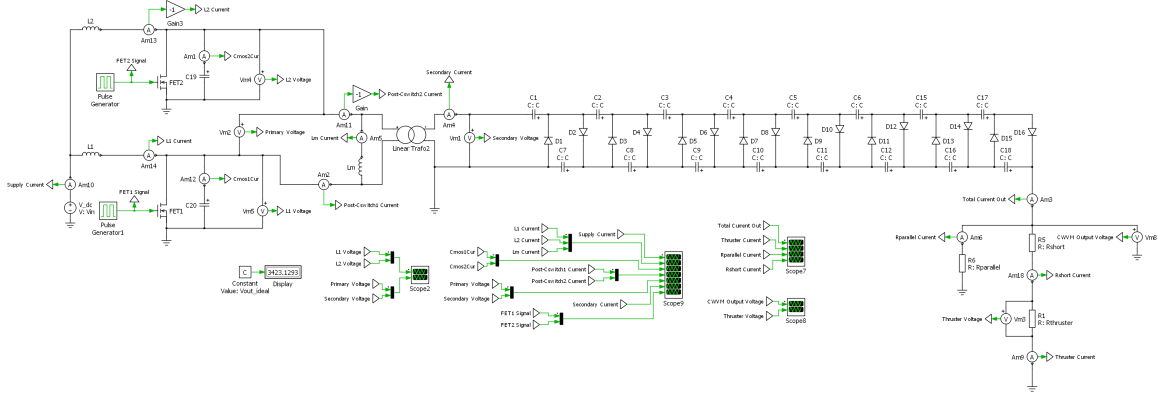 L2
Am13
-1
Gain3
L2 Current
FET2 Signal
Pulse
Generator
FET2
Am1
Cmos2Cur
C19
Vm4
L2 Voltage
L1 Current
Vm2
Primary Voltage
L1
Am14
Supply Current
Am10
V_dc
V: Vin
FET1 Signal
Pulse
Generator1
FET1
Am12
Cmos1Cur
C20
Vm5
L1 Voltage
-1
Gain
Post-Cswitch2 Current
Am11
Lm Current
Am5
Lm
Am2
Post-Cswitch1 Current
Linear Trafo2
Secondary Current
Am4
Vm1
Secondary Voltage
C1
C: C
C2
C: C
C3
C: C
C4
C: C
C5
C: C
C6
C: C
C15
C: C
C17
C: C
D1
D2
D3
D4
D5
D6
D7
D8
D9
D10
D11
D12
D13
D14
D15
D16
C7
C: C
C8
C: C
C9
C: C
C10
C: C
C11
C: C
C12
C: C
C16
C: C
C18
C: C
Total Current Out
Am3
Rparallel Current
Am6
R6
R: Rparallel
R5
R: Rshort
CWVM Output Voltage
Vm8
Am18
Rshort Current
Thruster Voltage
Vm3
R1
R: Rthruster
Am9
Thruster Current
C
Constant
Value: Vout_ideal
3423.1293
Display
L1 Voltage
L2 Voltage
Primary Voltage
Secondary Voltage
Scope2
L1 Current
L2 Current
Lm Current
Supply Current
Cmos1Cur
Cmos2Cur
Post-Cswitch1 Current
Post-Cswitch2 Current
Primary Voltage
Secondary Voltage
Secondary Current
FET1 Signal
FET2 Signal
Scope9
Total Current Out
Thruster Current
Rparallel Current
Rshort Current
Scope7
CWVM Output Voltage
Thruster Voltage
Scope8